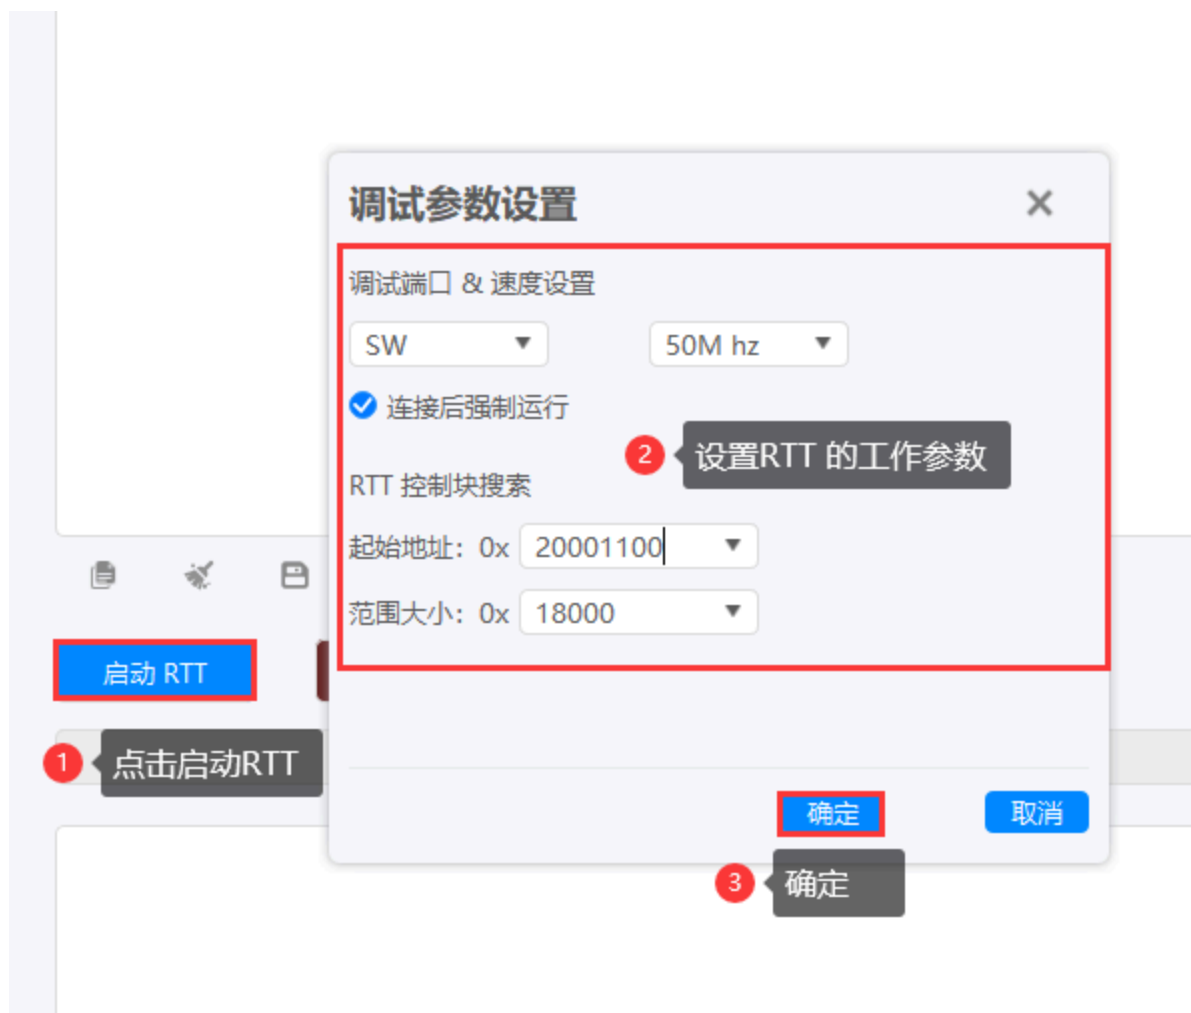 调试参数设置
调试端口 & 速度设置
SW
50M hz
连接后强制运行
2
设置RTT 的工作参数
RTT 控制块搜索
起始地址：0x 20001100
范围大小：0x 18000
启动 RTT
1
点击启动RTT
确定
取消
3
确定